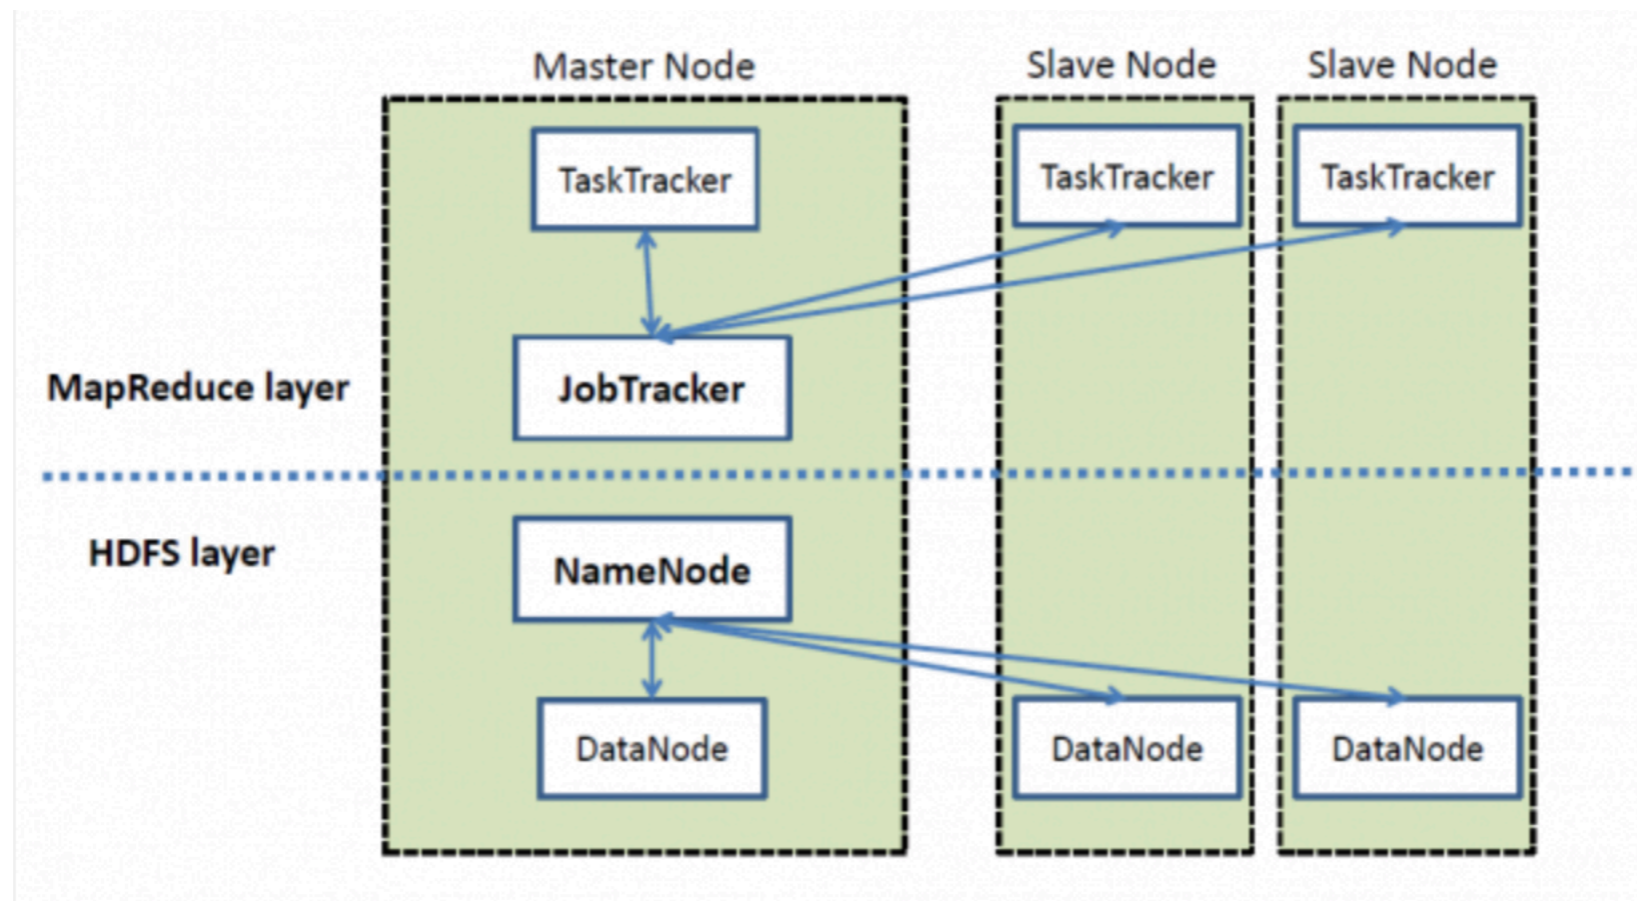 Master Node
Slave Node
Slave Node
TaskTracker
TaskTracker
TaskTracker
MapReduce layer
JobTracker
HDFS layer
NameNode
DataNode
DataNode
DataNode